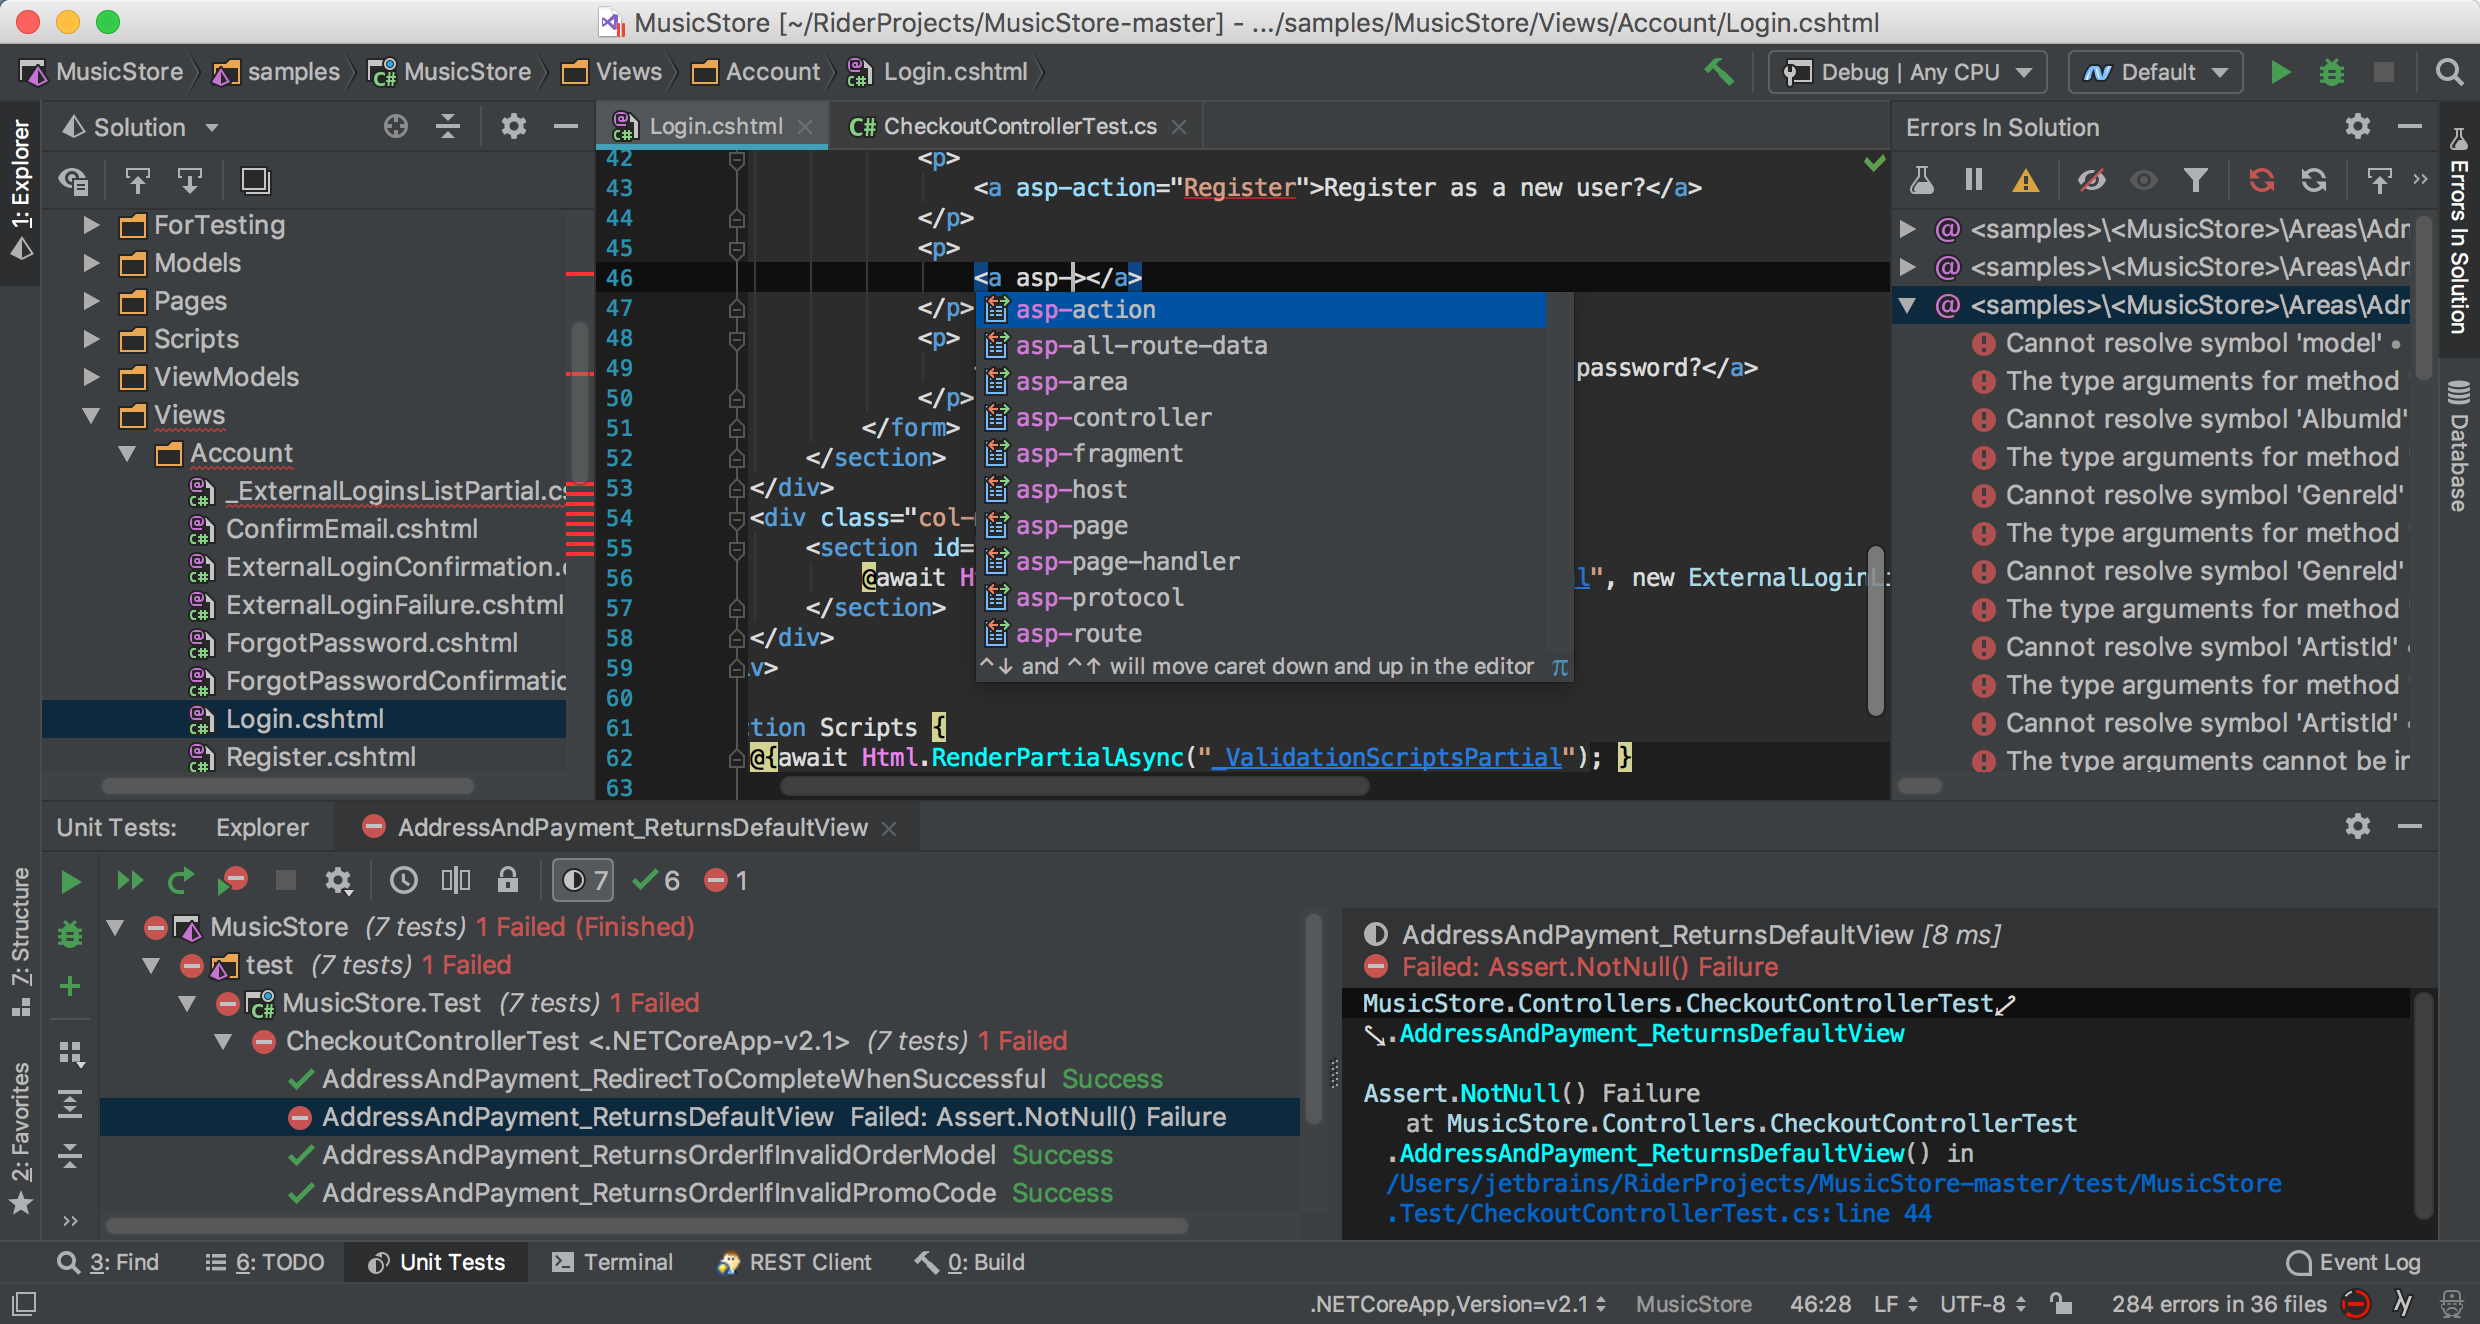 MusicStore [~/RiderProjects/MusicStore-master] - .../samples/MusicStore/Views/Account/Login.cshtml
MusicStore samples MusicStore Views Account Login.cshtml Debug | Any CPU Default
1: Explorer
7: Structure
2: Favorites
Solution
ForTesting
Models
Pages
Scripts
ViewModels
Views
Account
_ExternalLoginsListPartial.cs
ConfirmEmail.cshtml
ExternalLoginConfirmation.
ExternalLoginFailure.cshtml
ForgotPassword.cshtml
ForgotPasswordConfirmatic
Login.cshtml
Register.cshtml
Login.cshtml CheckoutControllerTest.cs
42 <p>
43 <a asp-action="Register">Register as a new user?</a>
44 </p>
45 <p>
46 <a asp-></a>
47 </p>
48 <p>
49 password?</a>
50 </p>
51 </form>
52 </section>
53 </div>
54 <div class="col-
55 <section id=
56 @await H l", new ExternalLoginL
57 </section>
58 </div>
59 v>
60
61 tion Scripts {
62 @{await Html.RenderPartialAsync("_ValidationScriptsPartial"); }
63
asp-action
asp-all-route-data
asp-area
asp-controller
asp-fragment
asp-host
asp-page
asp-page-handler
asp-protocol
asp-route
^↓ and ^↑ will move caret down and up in the editor π
Errors In Solution
<samples>\<MusicStore>\Areas\Adm
<samples>\<MusicStore>\Areas\Adm
<samples>\<MusicStore>\Areas\Adm
Cannot resolve symbol 'model' •
The type arguments for method
Cannot resolve symbol 'AlbumId'
The type arguments for method
Cannot resolve symbol 'GenreId'
The type arguments for method
Cannot resolve symbol 'GenreId'
The type arguments for method
Cannot resolve symbol 'ArtistId' •
The type arguments for method
Cannot resolve symbol 'ArtistId' •
The type arguments cannot be in
Errors In Solution
Database
Unit Tests: Explorer AddressAndPayment_ReturnsDefaultView
7 6 1
MusicStore (7 tests) 1 Failed (Finished)
test (7 tests) 1 Failed
MusicStore.Test (7 tests) 1 Failed
CheckoutControllerTest <.NETCoreApp-v2.1> (7 tests) 1 Failed
AddressAndPayment_RedirectToCompleteWhenSuccessful Success
AddressAndPayment_ReturnsDefaultView Failed: Assert.NotNull() Failure
AddressAndPayment_ReturnsOrderIfInvalidOrderModel Success
AddressAndPayment_ReturnsOrderIfInvalidPromoCode Success
AddressAndPayment_ReturnsDefaultView [8 ms]
Failed: Assert.NotNull() Failure
MusicStore.Controllers.CheckoutControllerTest
.AddressAndPayment_ReturnsDefaultView
Assert.NotNull() Failure
at MusicStore.Controllers.CheckoutControllerTest
.AddressAndPayment_ReturnsDefaultView() in
/Users/jetbrains/RiderProjects/MusicStore-master/test/MusicStore
.Test/CheckoutControllerTest.cs:line 44
3: Find 6: TODO Unit Tests Terminal REST Client 0: Build Event Log
.NETCoreApp,Version=v2.1 MusicStore 46:28 LF UTF-8 284 errors in 36 files